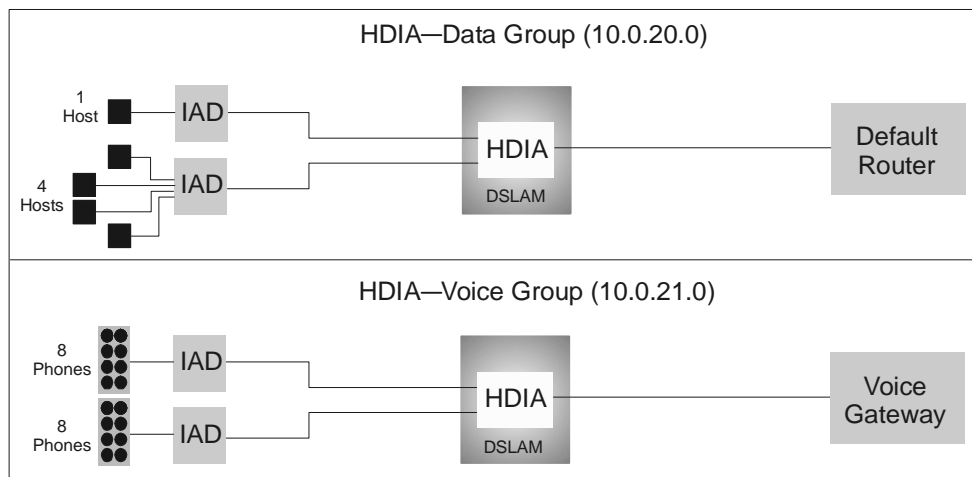 HDIA—Data Group (10.0.20.0)
1
Host
IAD
4
Hosts
IAD
HDIA
DSLAM
Default
Router
HDIA—Voice Group (10.0.21.0)
8
Phones
IAD
8
Phones
IAD
HDIA
DSLAM
Voice
Gateway